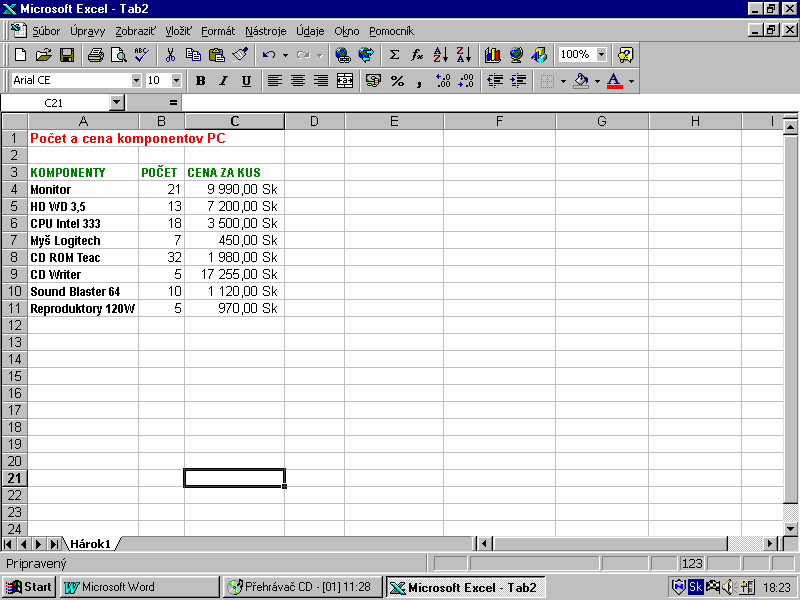 Microsoft Excel - Tab2
Súbor Úpravy Zobraziť Vložiť Formát Nástroje Údaje Okno Pomocník
100%
Arial CE 10 B I U
C21 =
A B C D E F G H I
1 Počet a cena komponentov PC
2
3 KOMPONENTY POČET CENA ZA KUS
4 Monitor 21 9 990,00 Sk
5 HD WD 3,5 13 7 200,00 Sk
6 CPU Intel 333 18 3 500,00 Sk
7 Myš Logitech 7 450,00 Sk
8 CD ROM Teac 32 1 980,00 Sk
9 CD Writer 5 17 255,00 Sk
10 Sound Blaster 64 10 1 120,00 Sk
11 Reproduktory 120W 5 970,00 Sk
12
13
14
15
16
17
18
19
20
21
22
23
24
Hárok1
Pripravený 123
Start Microsoft Word Přehrávač CD - [01] 11:28 Microsoft Excel - Tab2 Sk 18:23